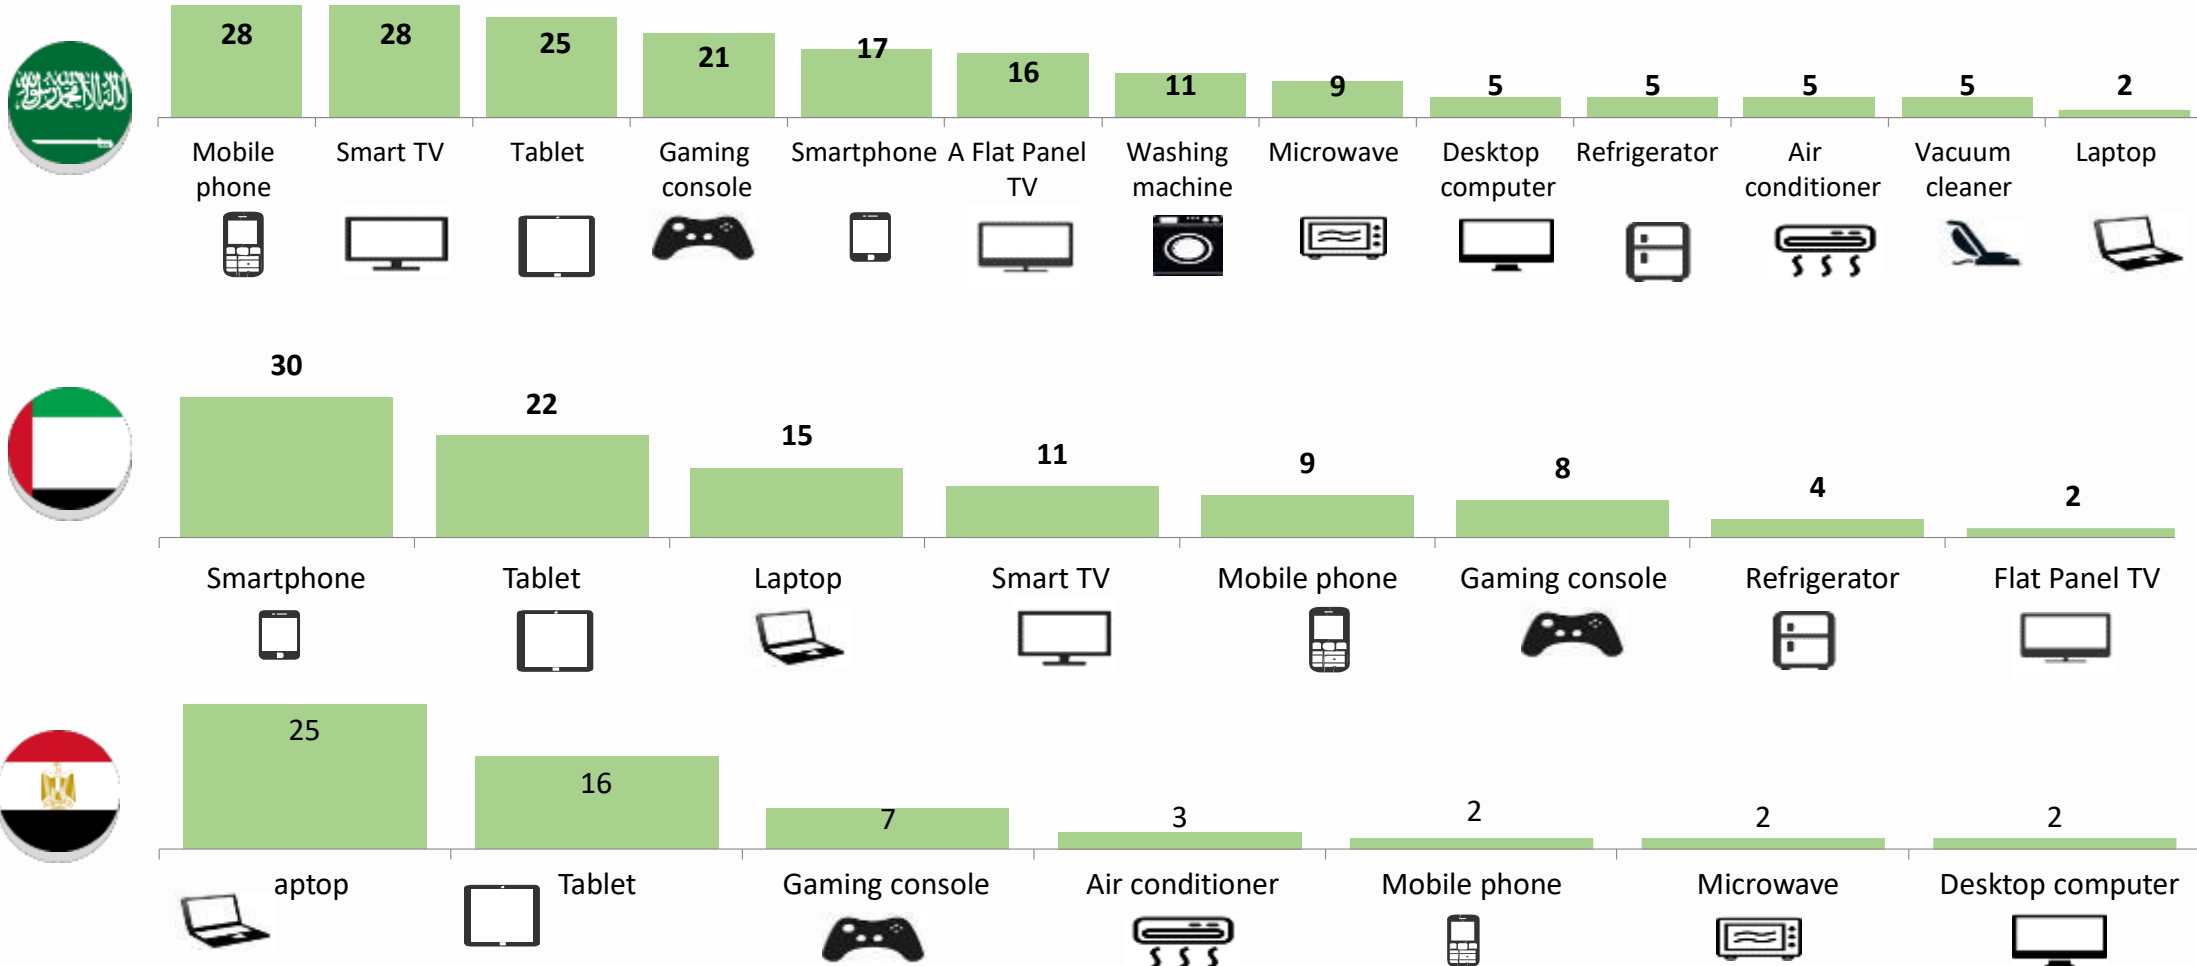 28 28 25 21 17 16 11 9 5 5 5 5 2
Mobile Smart TV Tablet Gaming Smartphone A Flat Panel Washing Microwave Desktop Refrigerator Air Vacuum Laptop
phone console TV machine computer conditioner cleaner
30 22 15 11 9 8 4 2
Smartphone Tablet Laptop Smart TV Mobile phone Gaming console Refrigerator Flat Panel TV
25 16 7 3 2 2 2
aptop Tablet Gaming console Air conditioner Mobile phone Microwave Desktop computer